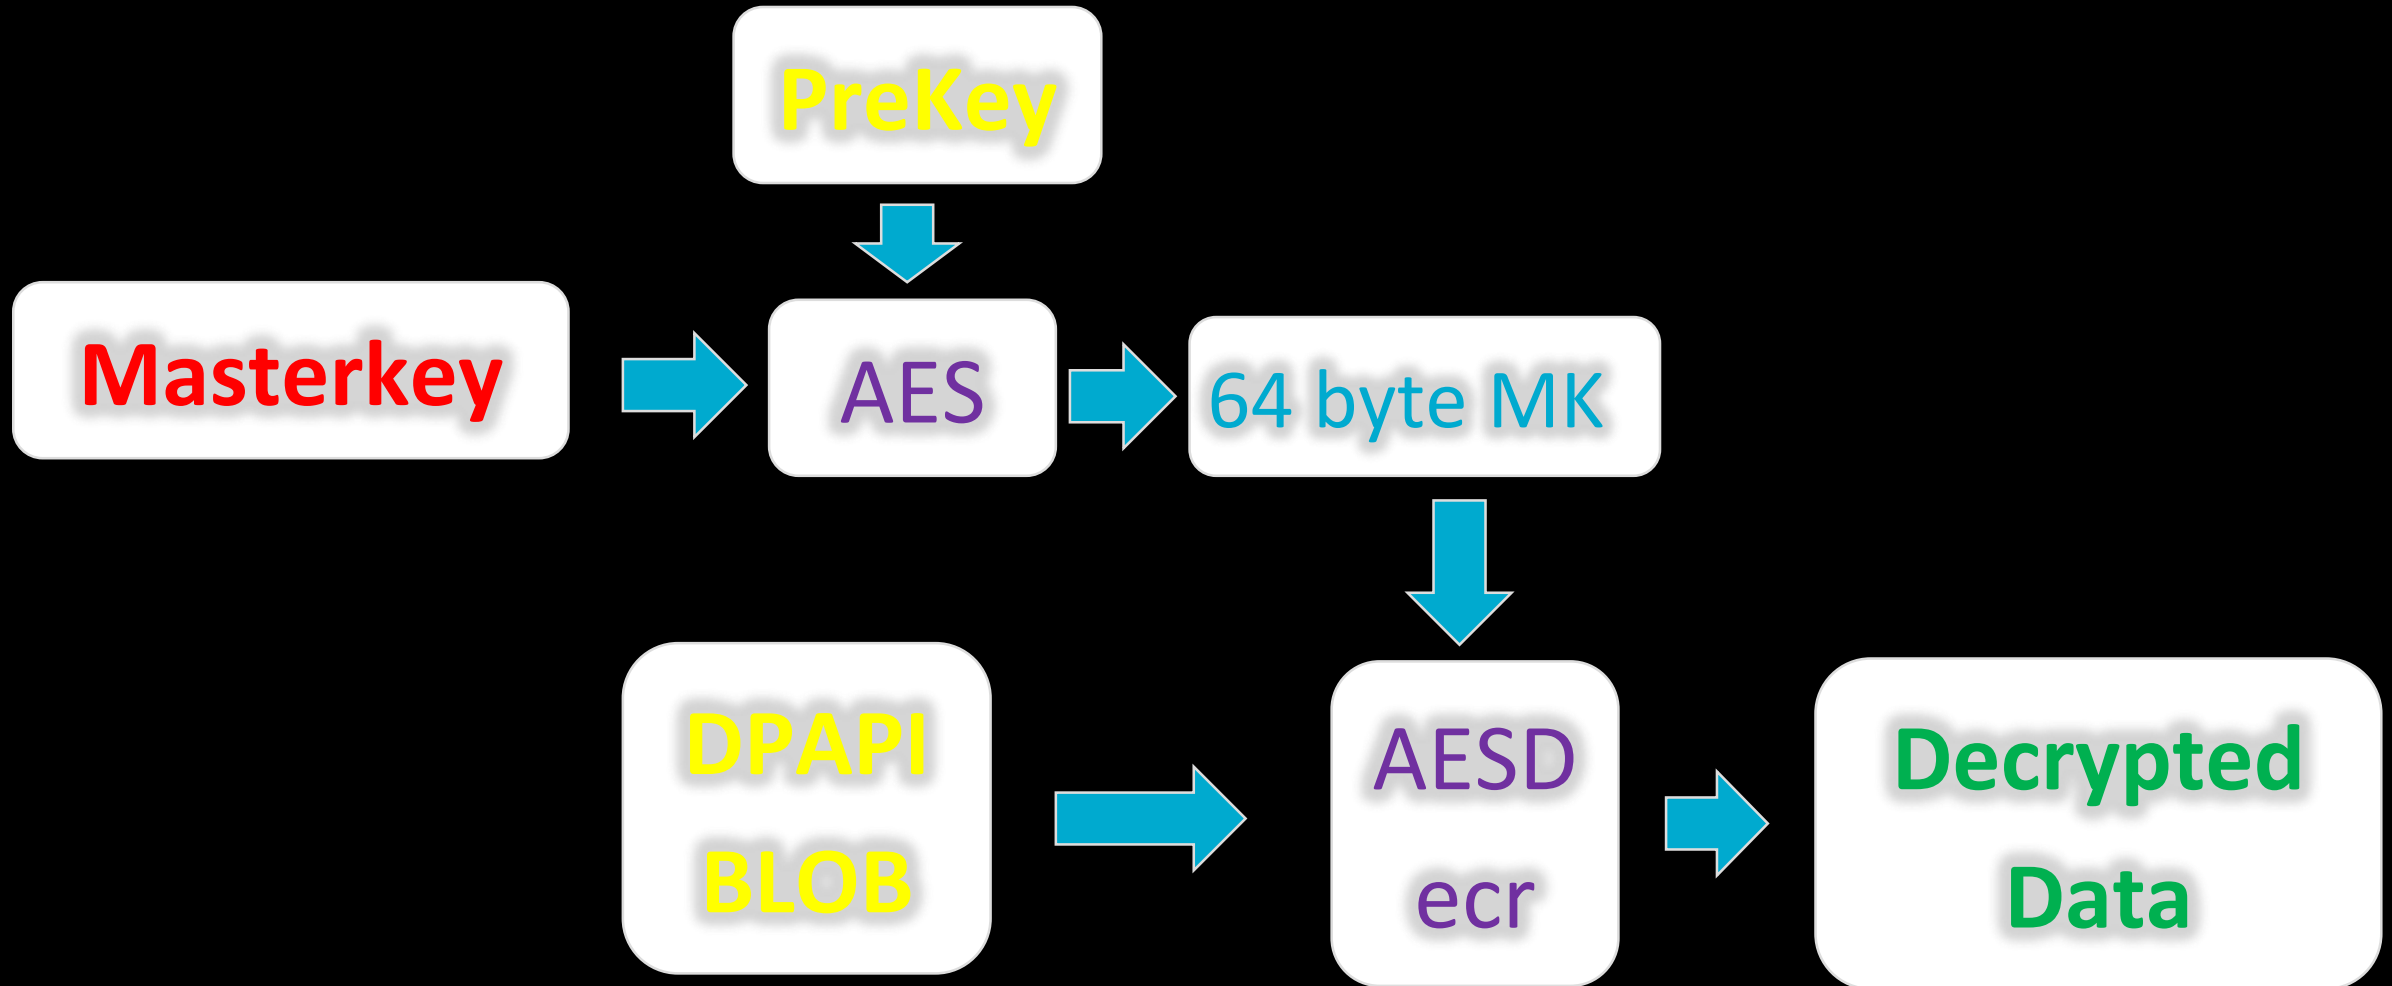 PreKey
Masterkey
AES
64 byte MK
DPAPI
BLOB
AESD
ecr
Decrypted
Data